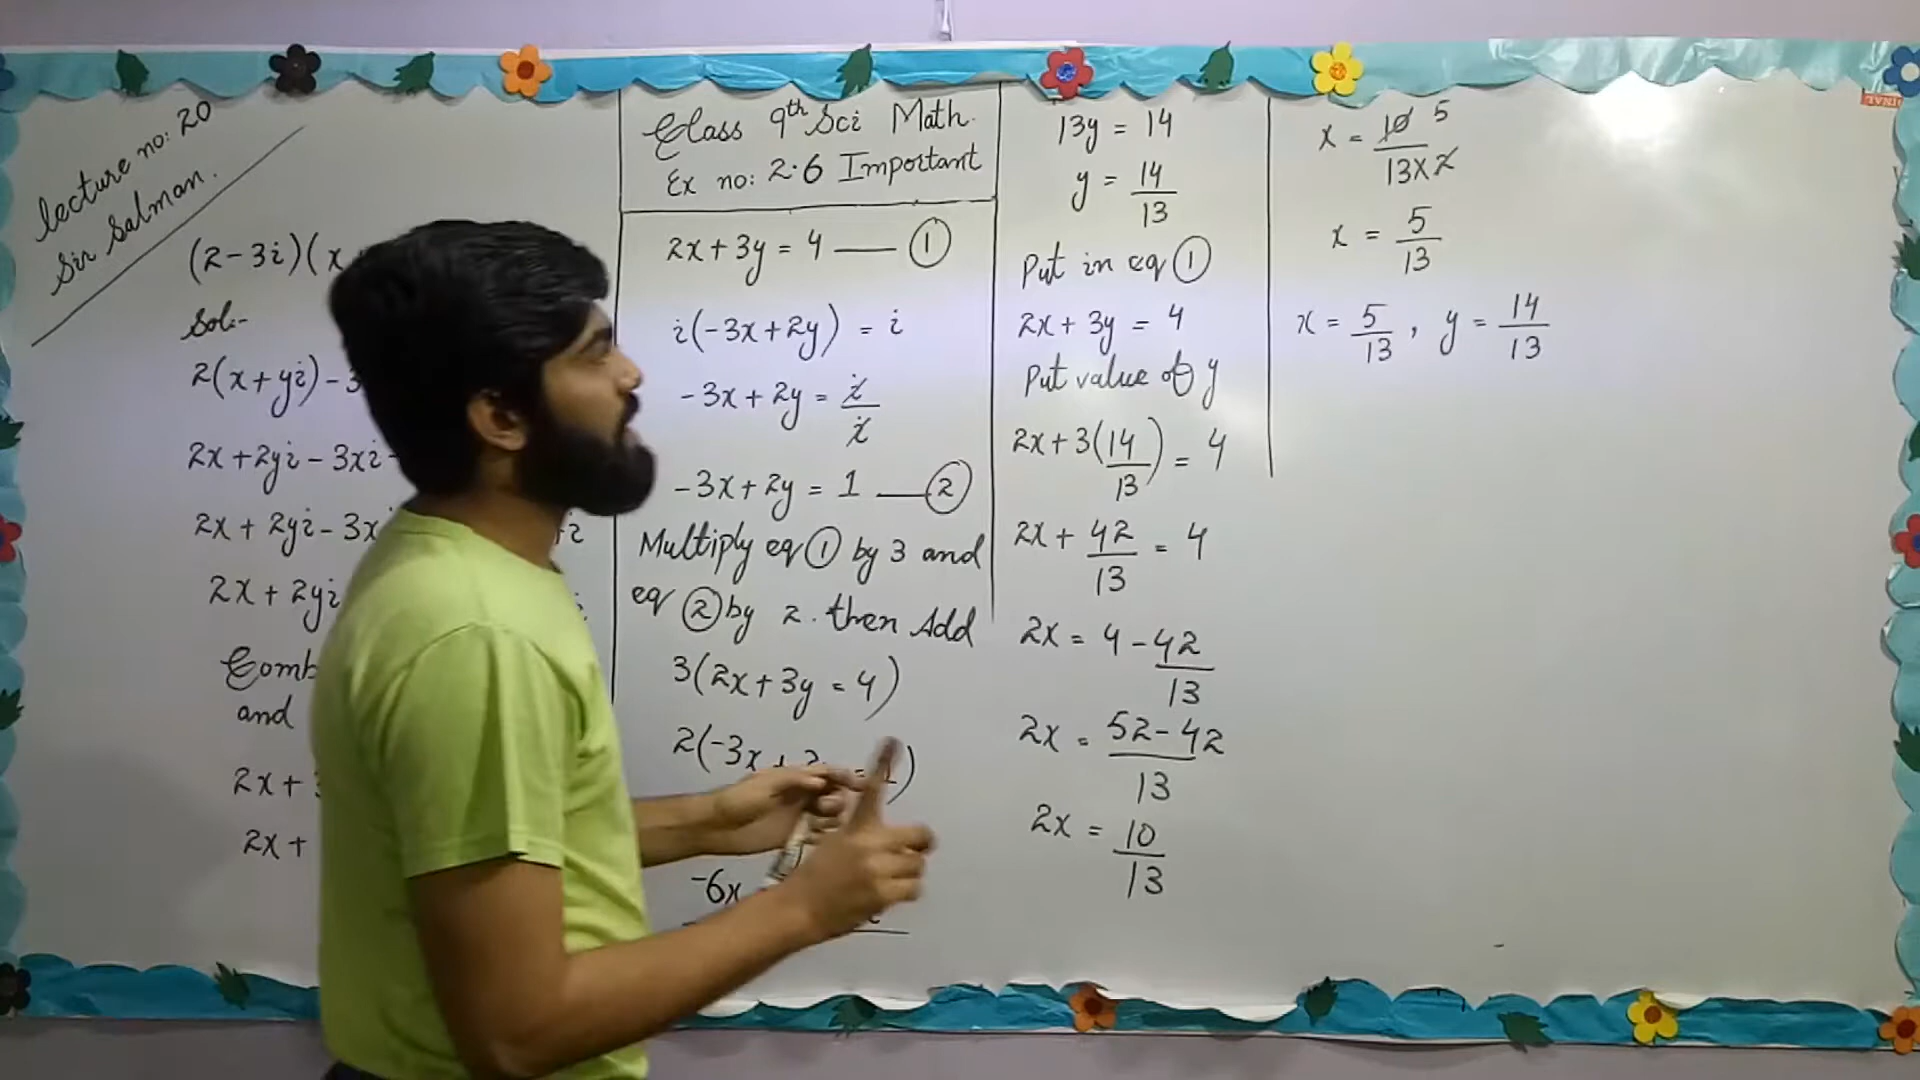 lecture no: 20
Sir Salman.
(2-3i)(x
Sol:-
2(x+yi)-3
2x+2yi-3xi-
2x+2yi-3xi
+i
2x+2yi
Comb
and
2x+3
2x+
Class 9th Sci Math.
Ex no: 2.6 Important
2x+3y=4 —— ①
i(-3x+2y) = i
-3x+2y = i/i
-3x+2y = 1 —— ②
Multiply eq ① by 3 and
eq ② by 2. then Add
3(2x+3y=4)
2(-3x+2y=1)
-6x
13y = 14
y = 14/13
Put in eq ①
2x+3y = 4
Put value of y
2x+3(14/13) = 4
2x+42/13 = 4
2x = 4-42/13
2x = 52-42/13
2x = 10/13
x = 10 5/13x2
x = 5/13
x = 5/13, y = 14/13